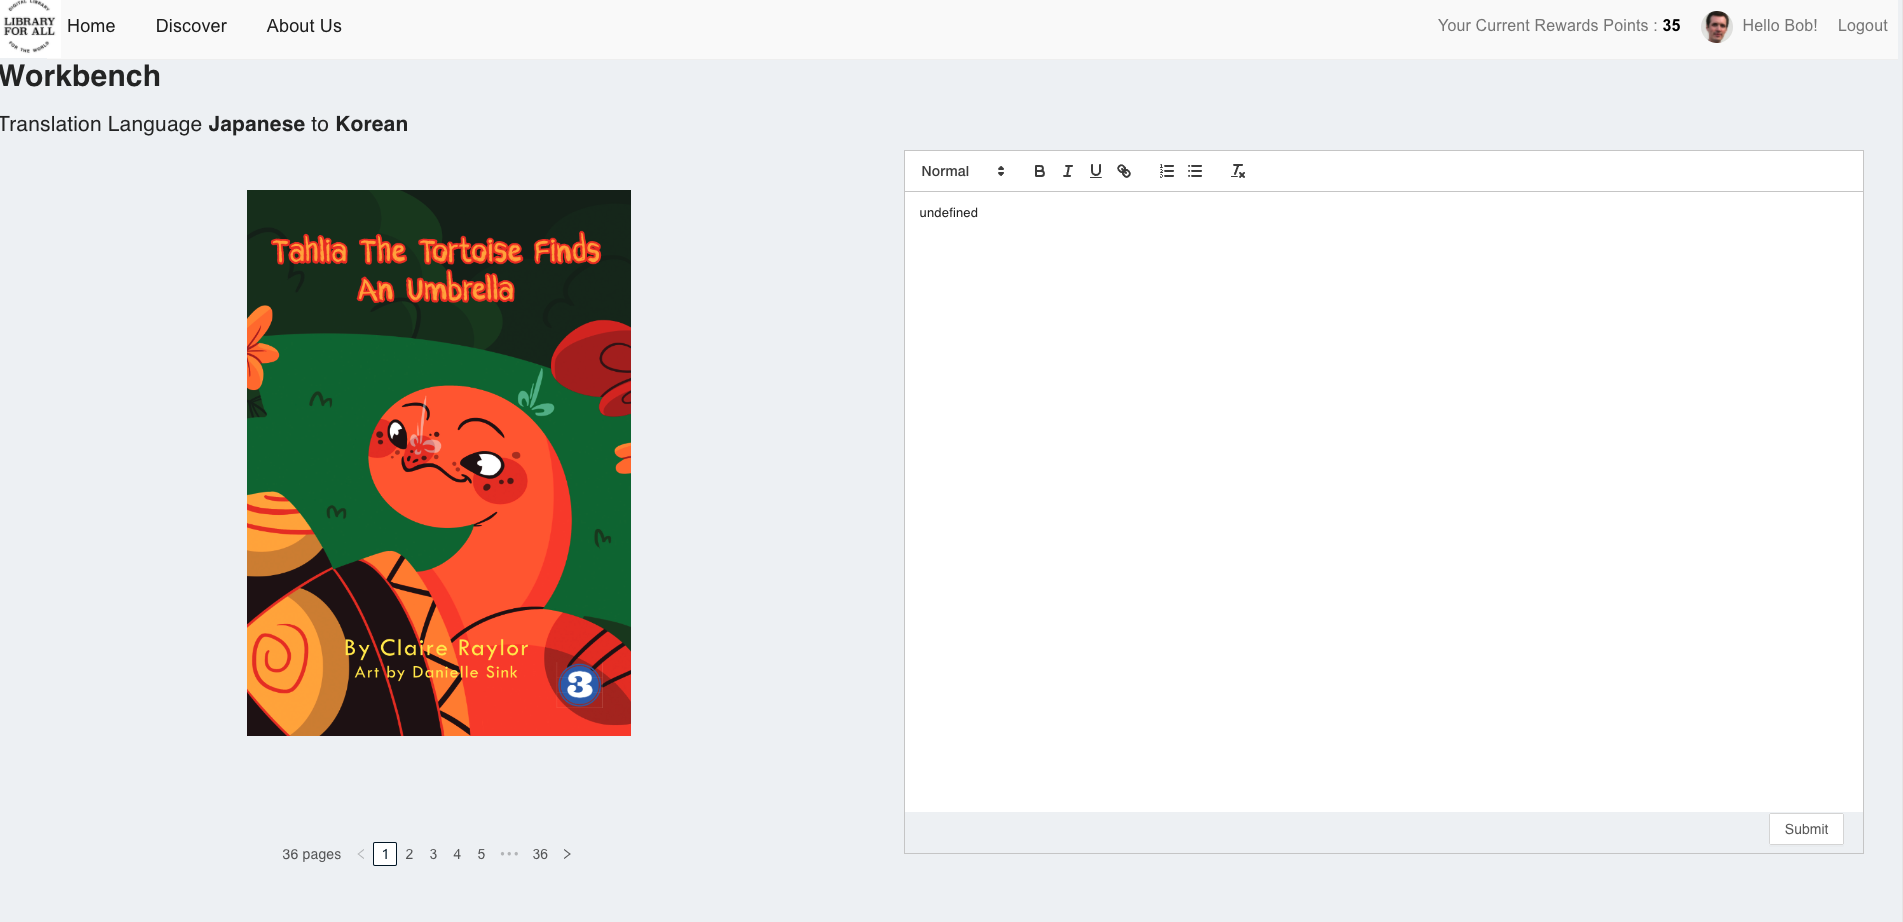 DIGITAL LIBRARY
LIBRARY
FOR ALL
FOR THE WORLD
Home
Discover
About Us
Your Current Rewards Points : 35
Hello Bob!
Logout
Workbench
Translation Language Japanese to Korean
Tahlia The Tortoise Finds
An Umbrella
By Claire Raylor
Art by Danielle Sink
3
36 pages
1
2
3
4
5
•••
36
Normal
B I U
undefined
Submit